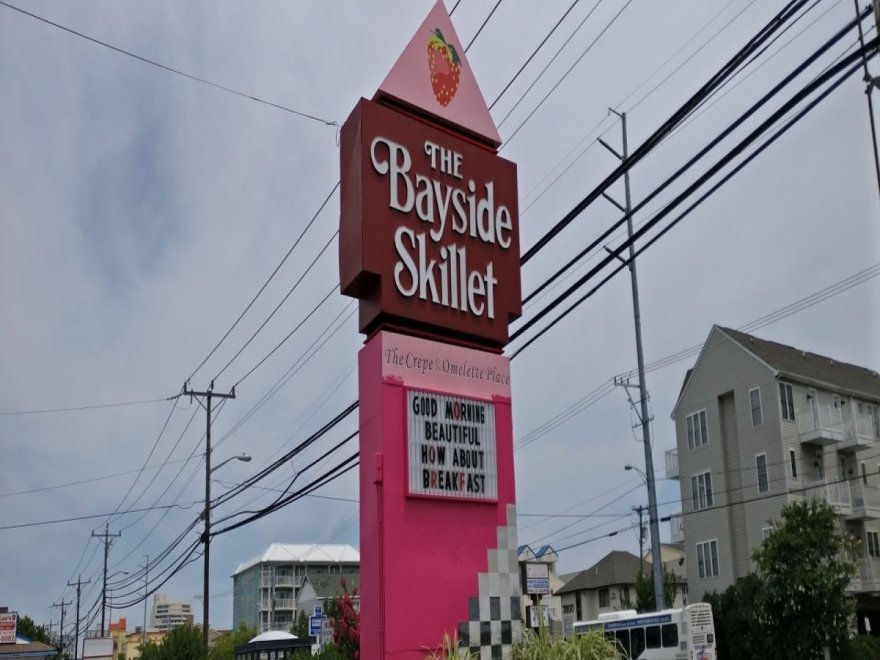 THE
Bayside
Skillet
The Crepe & Omelette Place
GOOD MORNING
BEAUTIFUL
HOW ABOUT
BREAKFAST